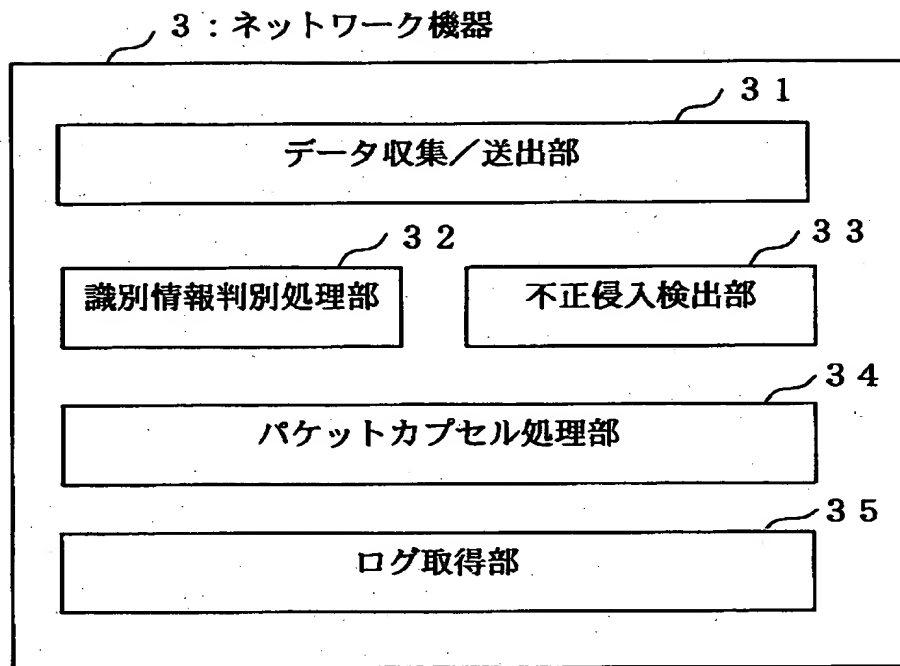 3：ネットワーク機器
31
データ収集／送出部
32
識別情報判別処理部
33
不正侵入検出部
34
パケットカプセル処理部
35
ログ取得部